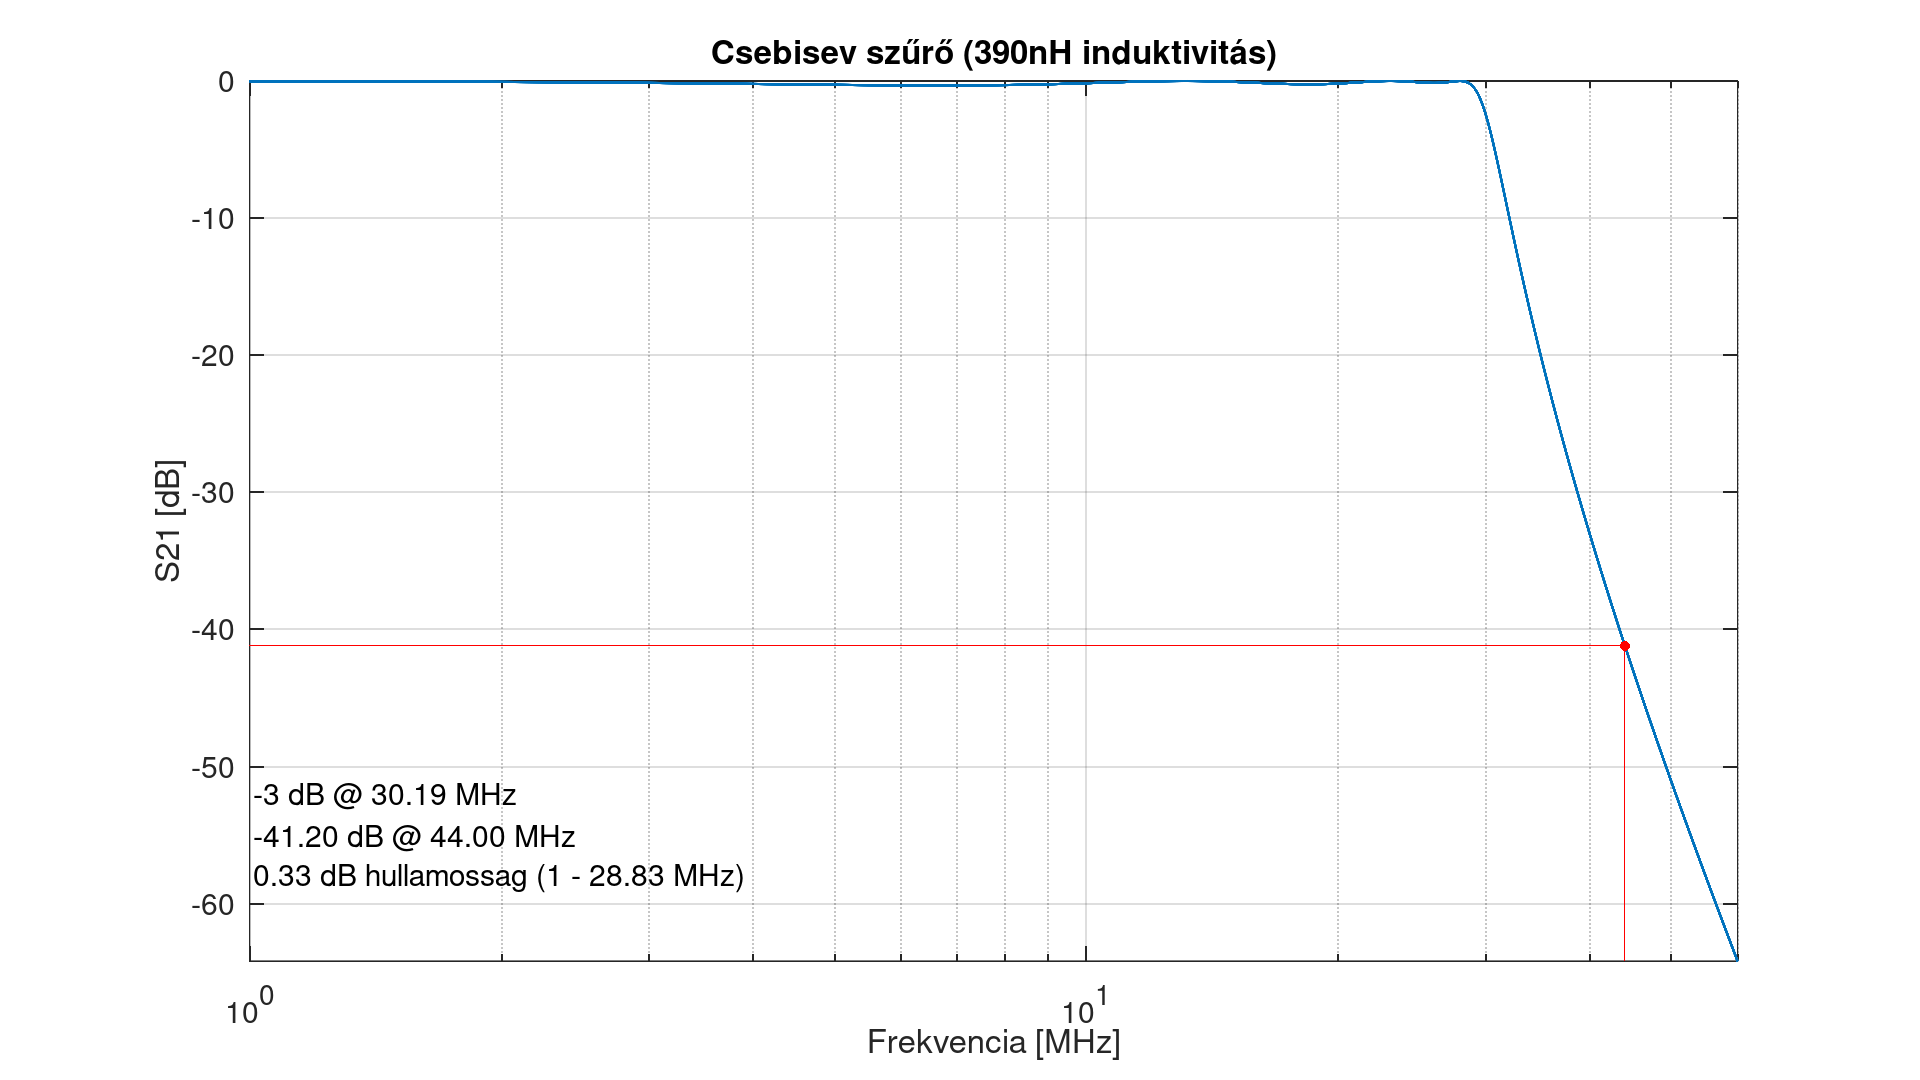 Csebisev szűrő (390nH induktivitás)
0
-10
-20
-30
-40
-50
-60
S21 [dB]
-3 dB @ 30.19 MHz
-41.20 dB @ 44.00 MHz
0.33 dB hullamossag (1 - 28.83 MHz)
10^0
10^1
Frekvencia [MHz]